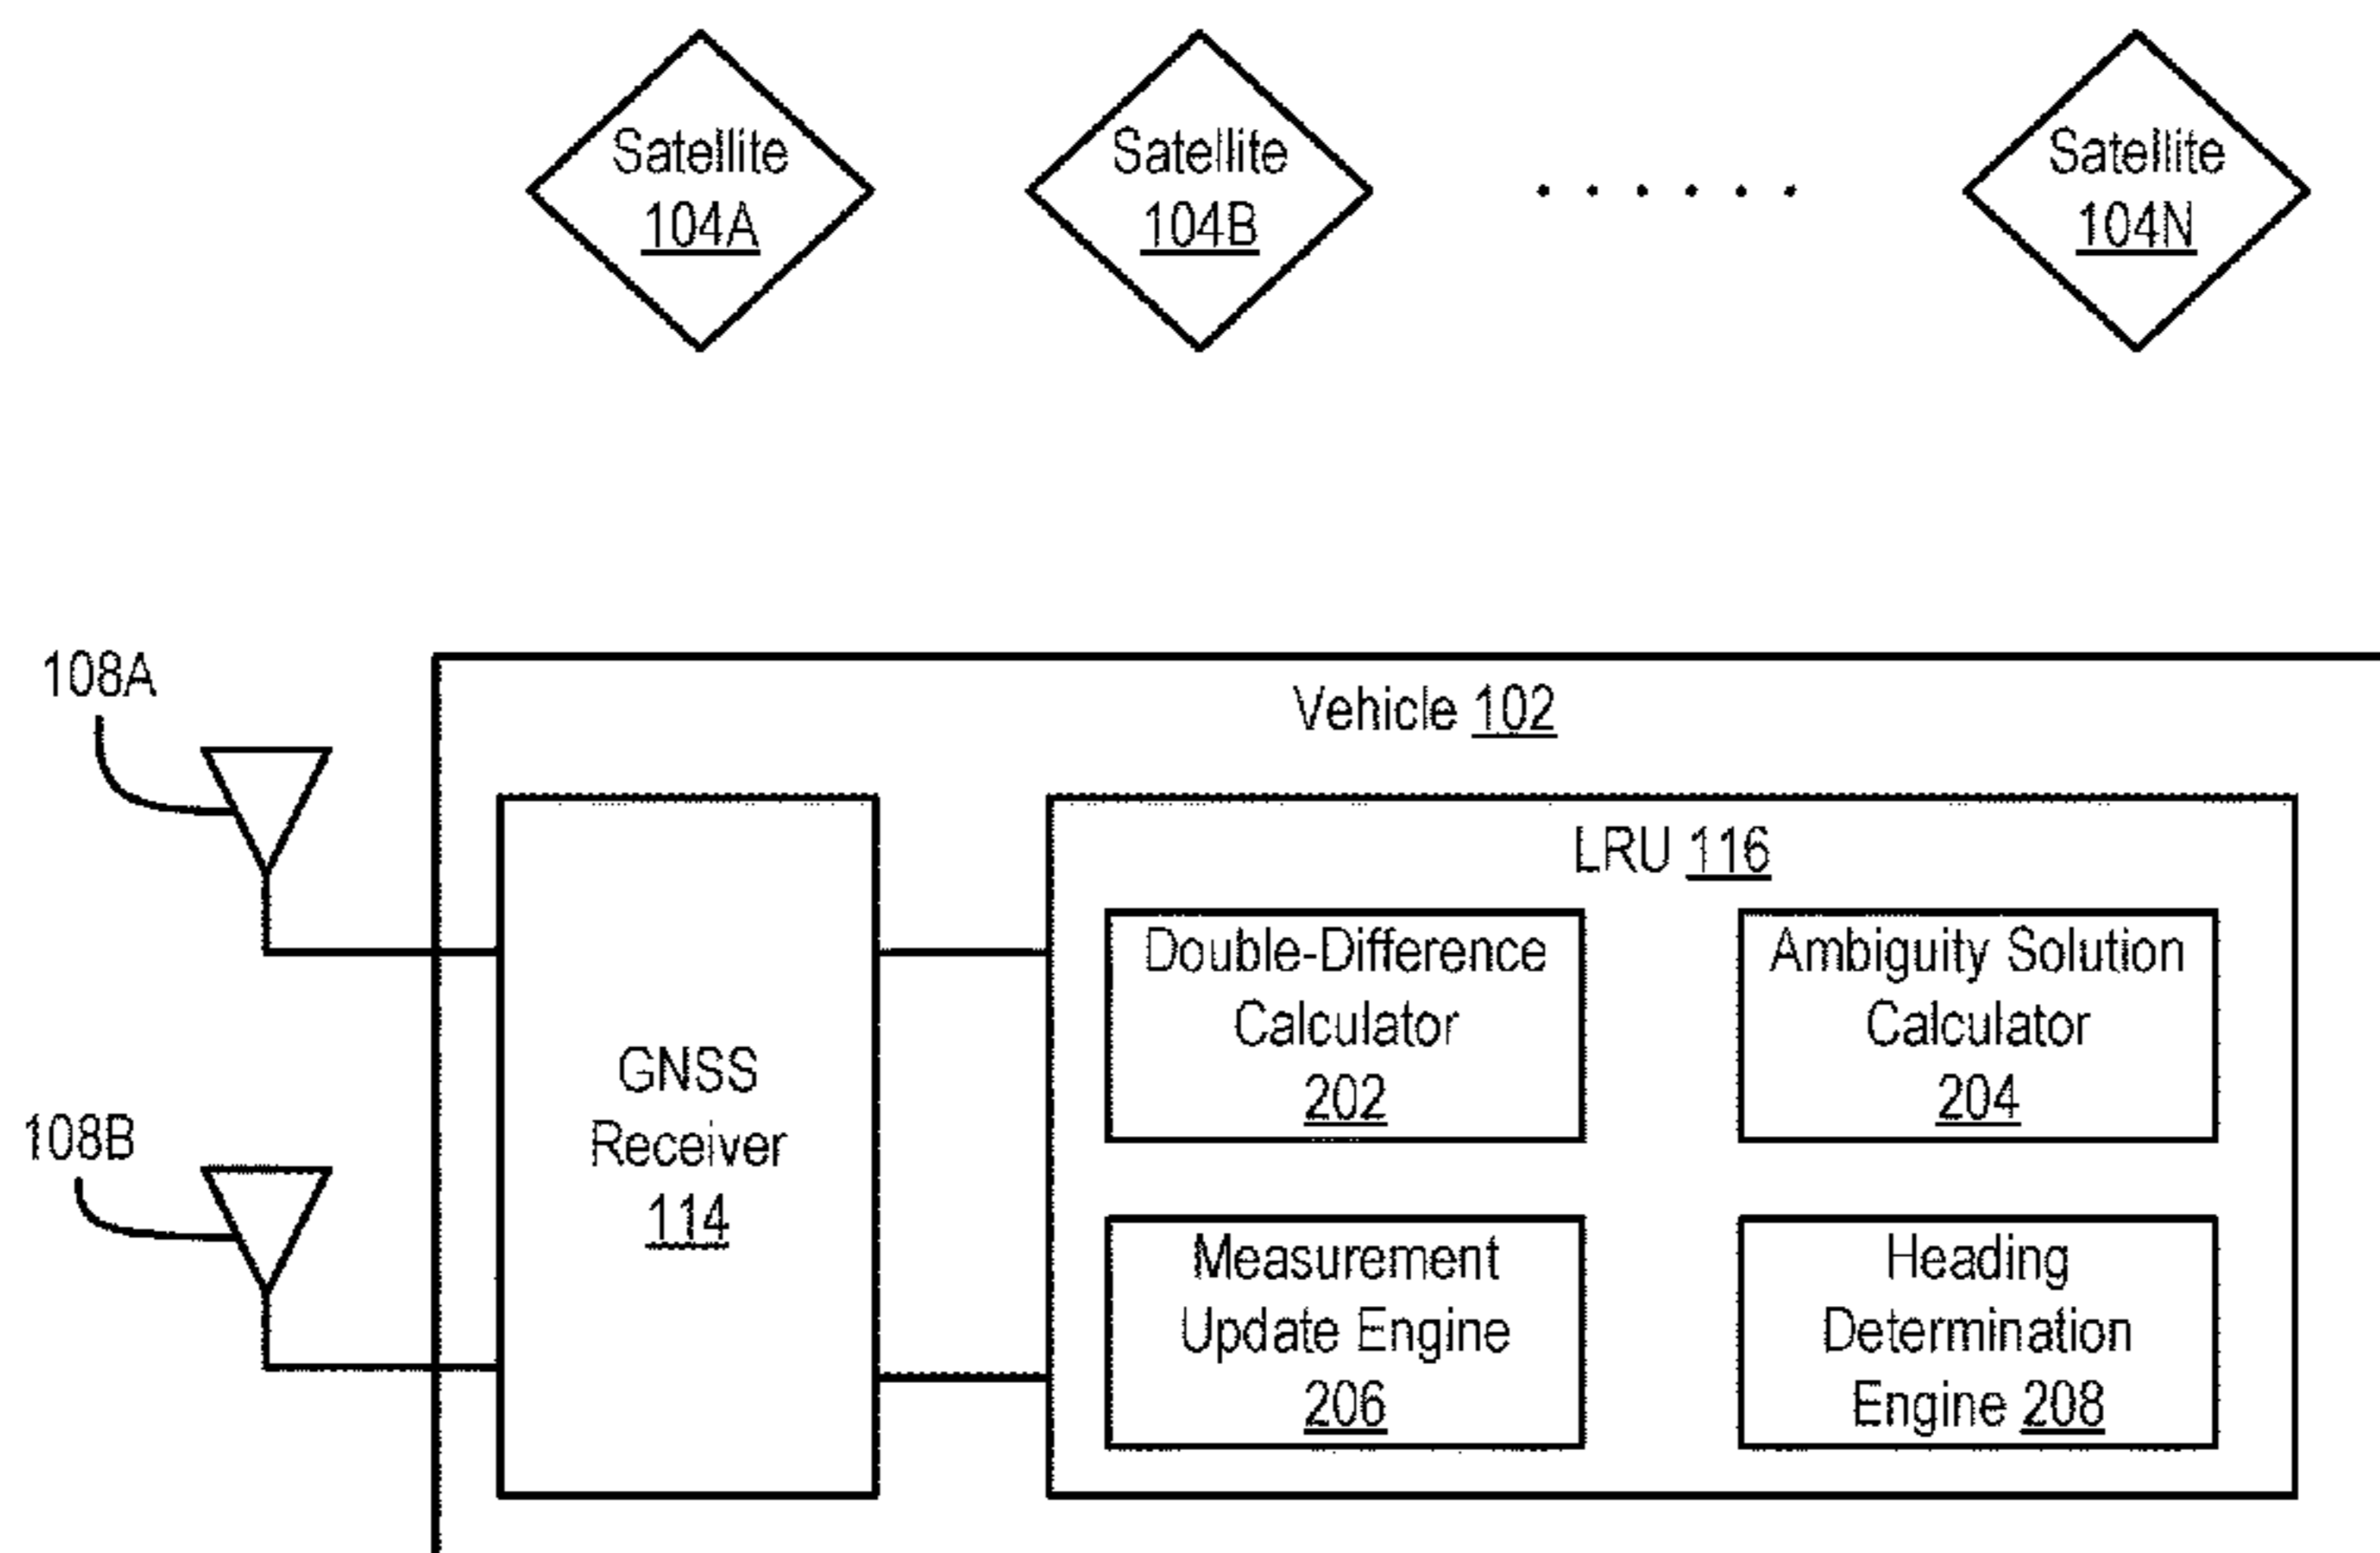 Satellite
104A
Satellite
104B
Satellite
104N
108A
Vehicle 102
LRU 116
Double-Difference
Calculator
202
Ambiguity Solution
Calculator
204
GNSS
Receiver
114
108B
Measurement
Update Engine
206
Heading
Determination
Engine 208